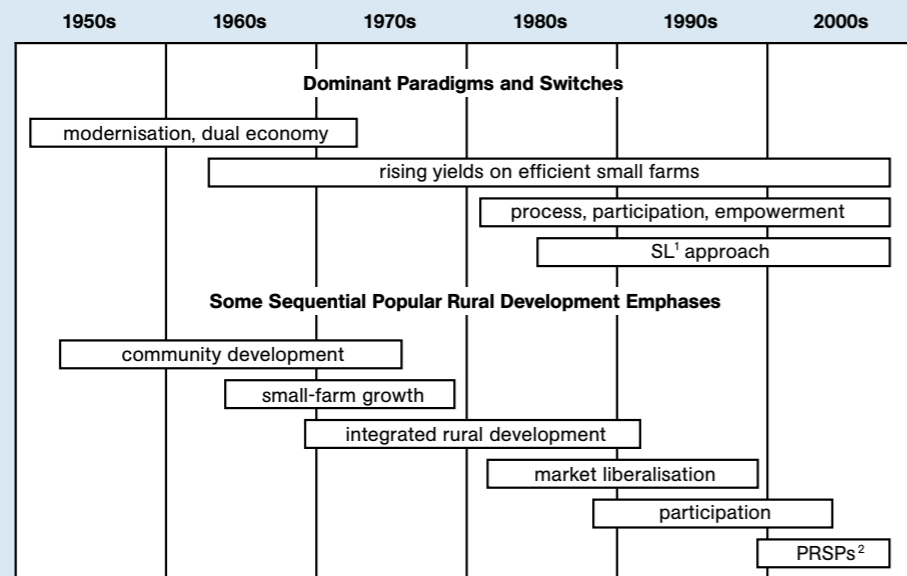 1950s 1960s 1970s 1980s 1990s 2000s
Dominant Paradigms and Switches
modernisation, dual economy
rising yields on efficient small farms
process, participation, empowerment
SL¹ approach
Some Sequential Popular Rural Development Emphases
community development
small-farm growth
integrated rural development
market liberalisation
participation
PRSPs²